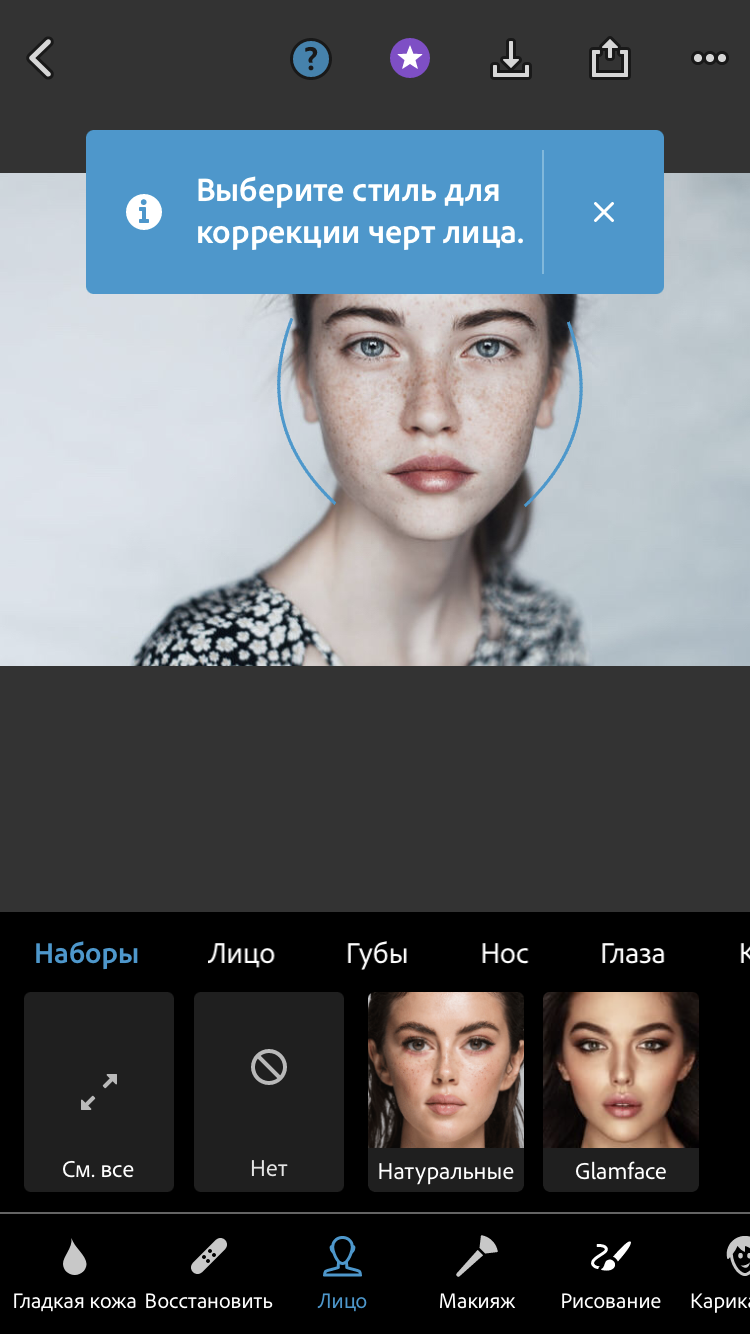 Выберите стиль для
коррекции черт лица.
Наборы Лицо Губы Нос Глаза
См. все Нет Натуральные Glamface
Гладкая кожа Восстановить Лицо Макияж Рисование